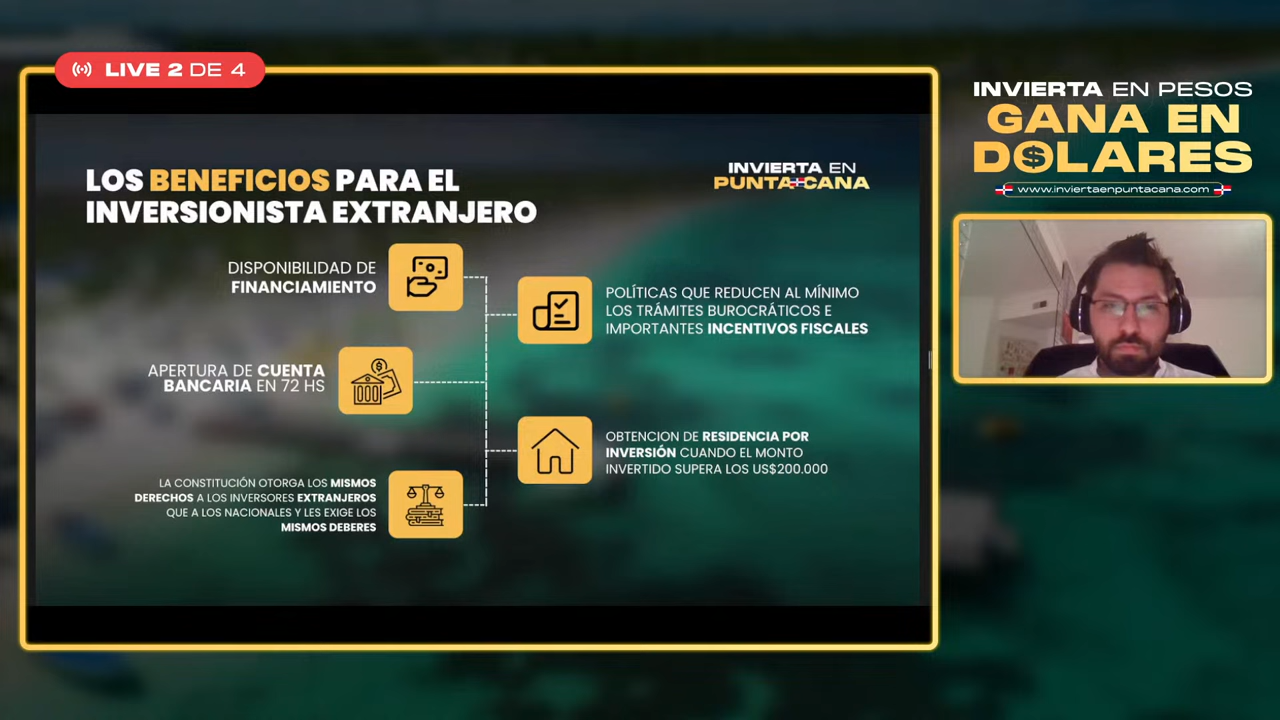 LIVE 2 DE 4
LOS BENEFICIOS PARA EL
INVERSIONISTA EXTRANJERO
INVIERTA EN
PUNTA CANA
DISPONIBILIDAD DE
FINANCIAMIENTO
POLÍTICAS QUE REDUCEN AL MÍNIMO
LOS TRÁMITES BUROCRÁTICOS E
IMPORTANTES INCENTIVOS FISCALES
APERTURA DE CUENTA
BANCARIA EN 72 HS
OBTENCION DE RESIDENCIA POR
INVERSIÓN CUANDO EL MONTO
INVERTIDO SUPERA LOS US$200.000
LA CONSTITUCIÓN OTORGA LOS MISMOS
DERECHOS A LOS INVERSORES EXTRANJEROS
QUE A LOS NACIONALES Y LES EXIGE LOS
MISMOS DEBERES
INVIERTA EN PESOS
GANA EN
DOLARES
www.inviertaenpuntacana.com